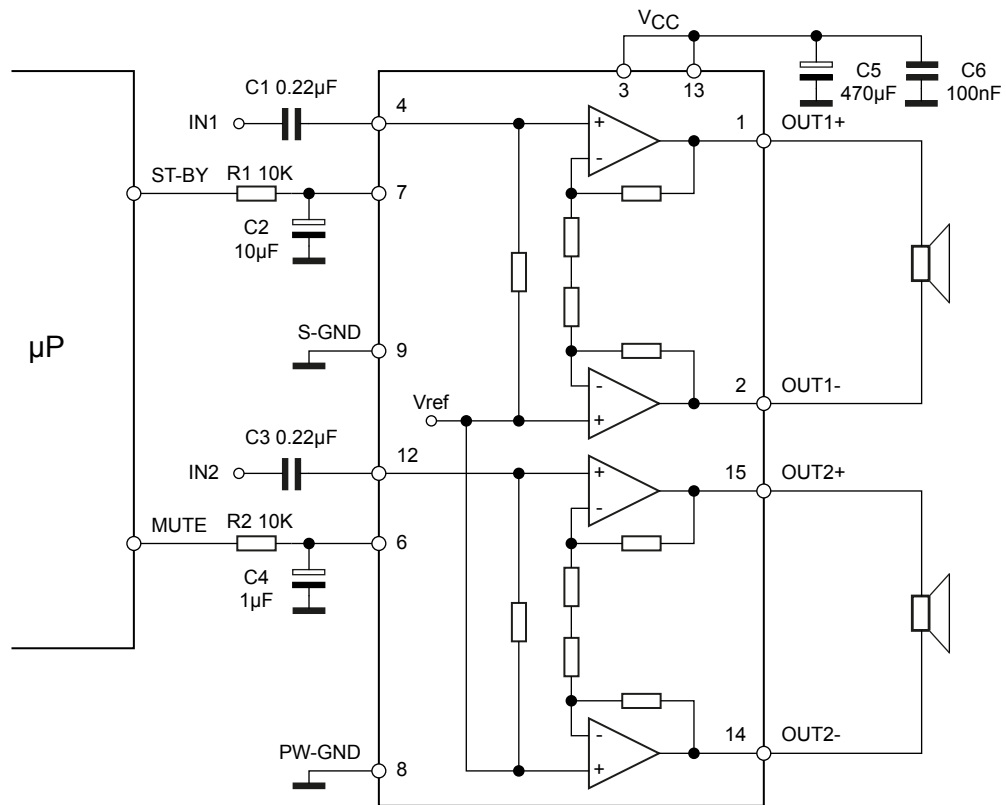 VCC
C1 0.22µF
3
13
C5
470µF
C6
100nF
IN1
4
+
-
1
OUT1+
ST-BY
R1 10K
7
C2
10µF
S-GND
9
µP
Vref
-
+
2
OUT1-
C3 0.22µF
IN2
12
+
-
15
OUT2+
MUTE
R2 10K
6
C4
1µF
PW-GND
8
-
+
14
OUT2-